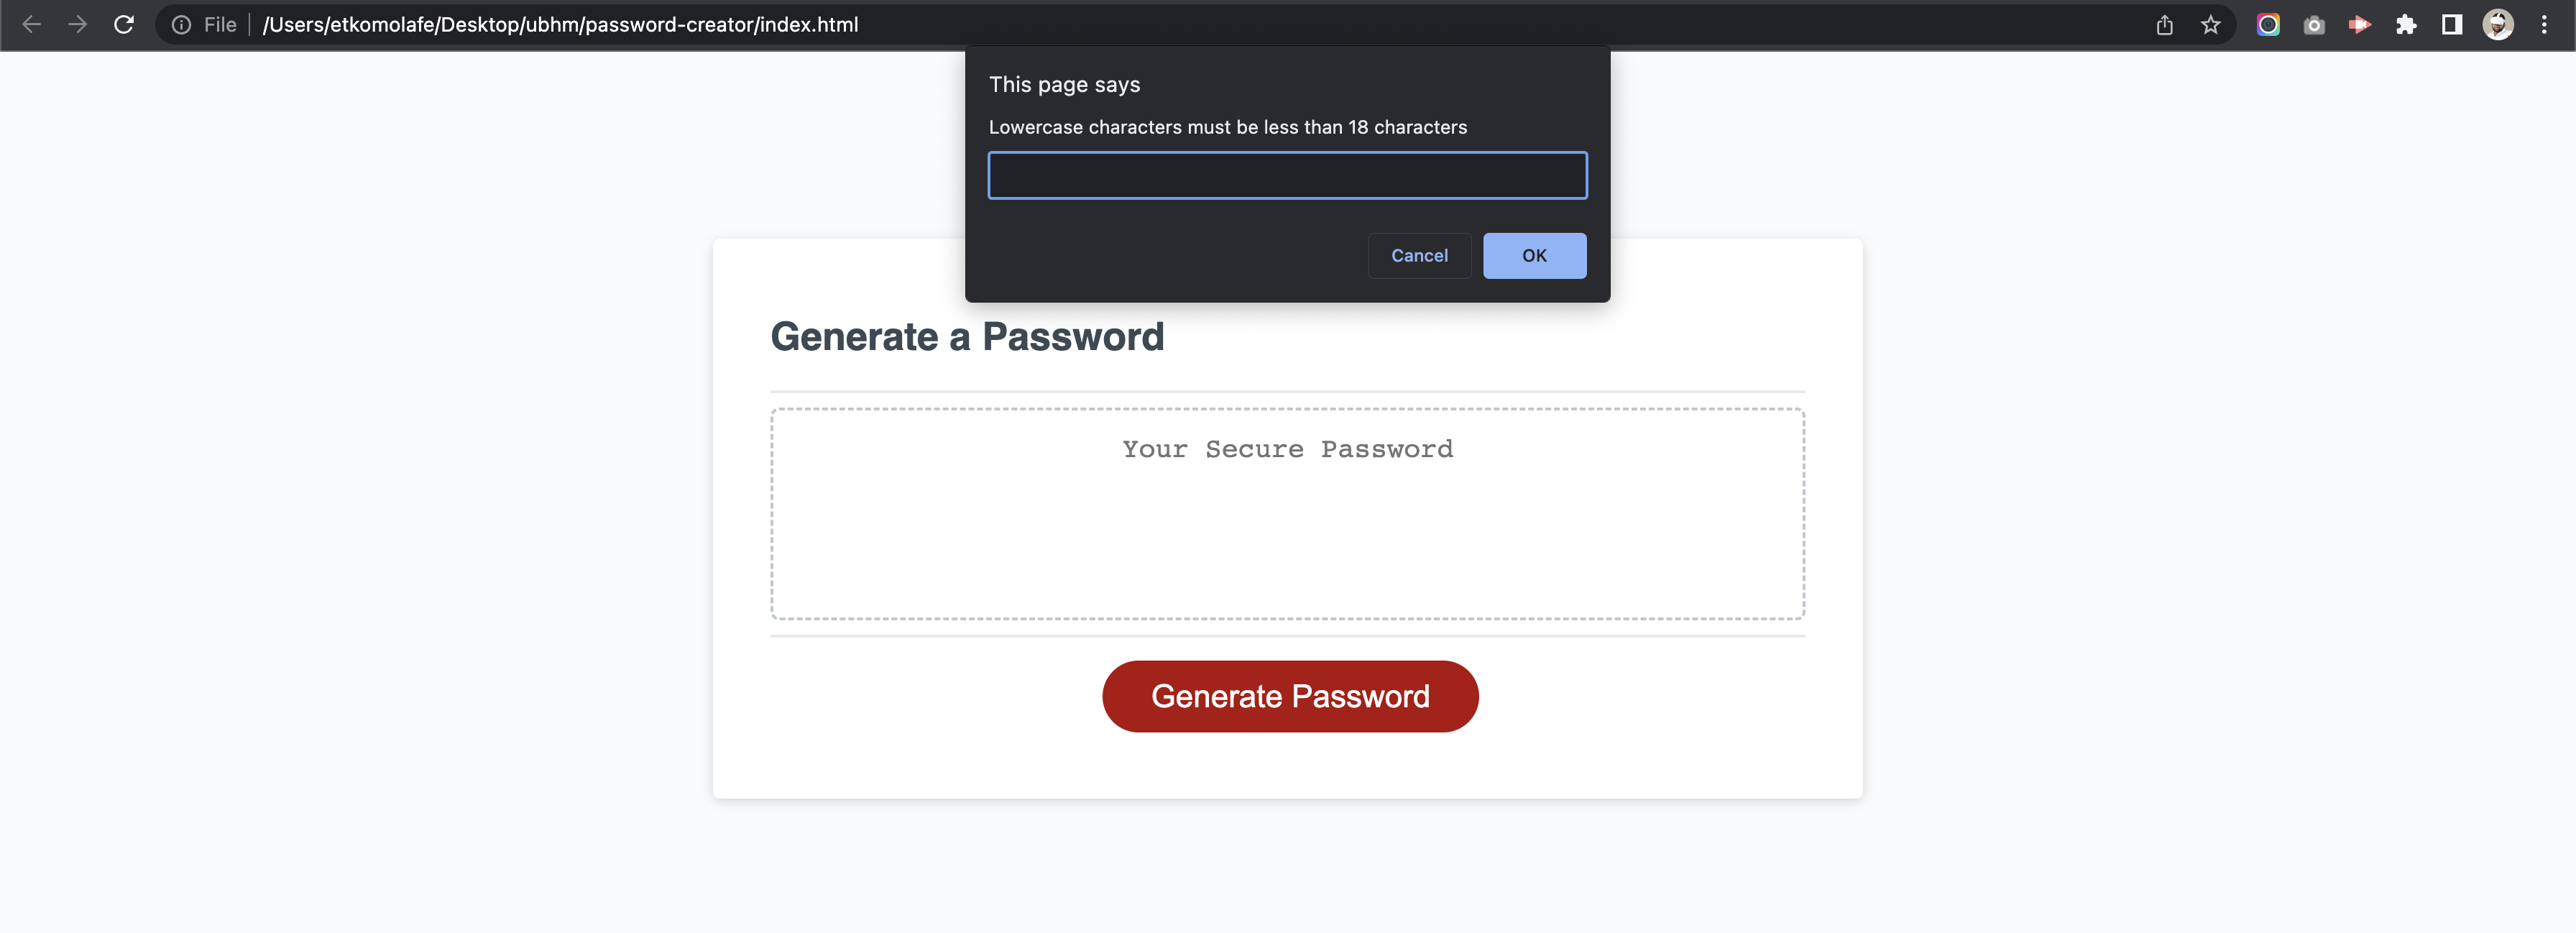 File /Users/etkomolafe/Desktop/ubhm/password-creator/index.html
This page says
Lowercase characters must be less than 18 characters
Cancel OK
Generate a Password
Your Secure Password
Generate Password